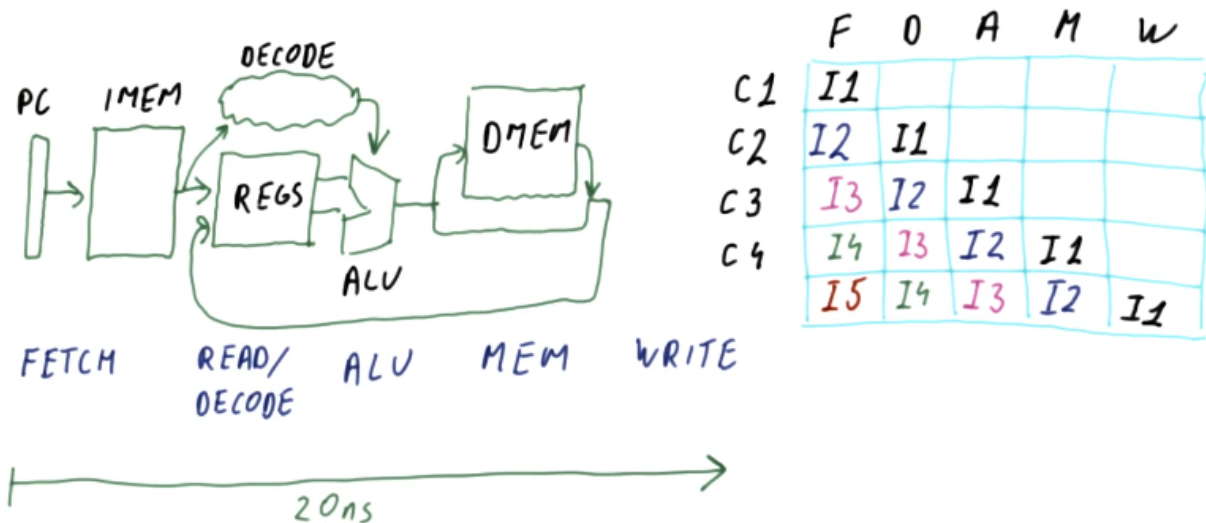 F D A M W
DECODE
PC IMEM
DMEM
REGS
ALU
FETCH READ/ ALU MEM WRITE
DECODE
20ns
C1 I1
C2 I2 I1
C3 I3 I2 I1
C4 I4 I3 I2 I1
I5 I4 I3 I2 I1